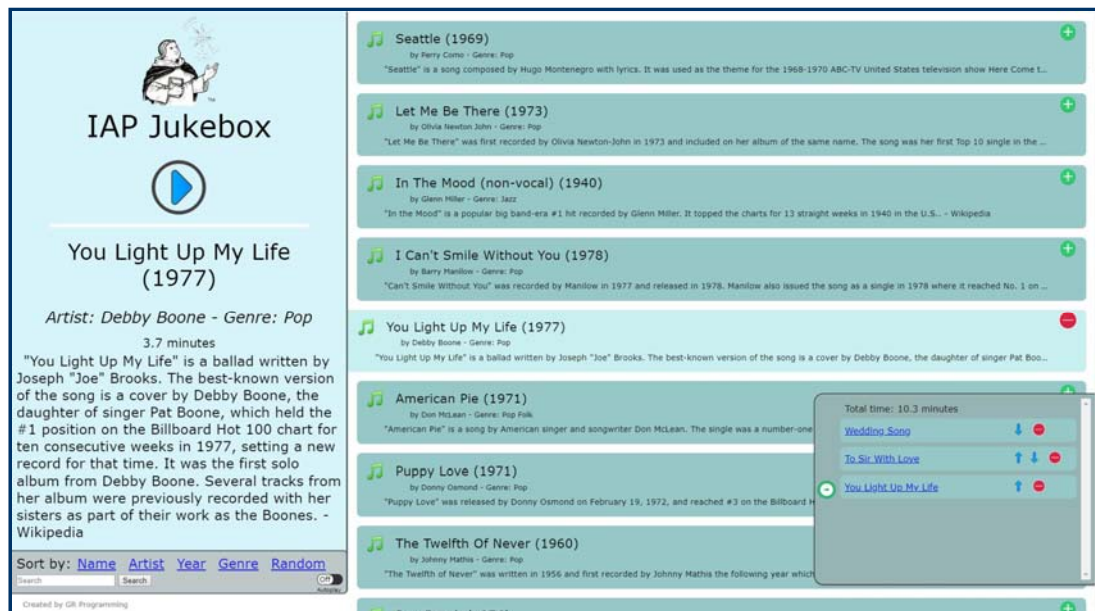 IAP Jukebox
You Light Up My Life
(1977)
Artist: Debby Boone - Genre: Pop
3.7 minutes
"You Light Up My Life" is a ballad written by
Joseph "Joe" Brooks. The best-known version
of the song is a cover by Debby Boone, the
daughter of singer Pat Boone, which held the
#1 position on the Billboard Hot 100 chart for
ten consecutive weeks in 1977, setting a new
record for that time. It was the first solo
album from Debby Boone. Several tracks from
her album were previously recorded with her
sisters as part of their work as the Boones. -
Wikipedia
Sort by: Name Artist Year Genre Random
Search Search Off
Autoplay
Created by GR Programming
Seattle (1969)
by Perry Como - Genre: Pop
"Seattle" is a song composed by Hugo Montenegro with lyrics. It was used as the theme for the 1968-1970 ABC-TV United States television show Here Come t...
Let Me Be There (1973)
by Olivia Newton John - Genre: Pop
"Let Me Be There" was first recorded by Olivia Newton-John in 1973 and included on her album of the same name. The song was her first Top 10 single in the ...
In The Mood (non-vocal) (1940)
by Glenn Miller - Genre: Jazz
"In the Mood" is a popular big band-era #1 hit recorded by Glenn Miller. It topped the charts for 13 straight weeks in 1940 in the U.S.. - Wikipedia
I Can't Smile Without You (1978)
by Barry Manilow - Genre: Pop
"Can't Smile Without You" was recorded by Manilow in 1977 and released in 1978. Manilow also issued the song as a single in 1978 where it reached No. 1 on ...
You Light Up My Life (1977)
by Debby Boone - Genre: Pop
"You Light Up My Life" is a ballad written by Joseph "Joe" Brooks. The best-known version of the song is a cover by Debby Boone, the daughter of singer Pat Boo...
American Pie (1971)
by Don McLean - Genre: Pop Folk
"American Pie" is a song by American singer and songwriter Don McLean. The single was a number-one
Puppy Love (1971)
by Donny Osmond - Genre: Pop
"Puppy Love" was released by Donny Osmond on February 19, 1972, and reached #3 on the Billboard H
The Twelfth Of Never (1960)
by Johnny Mathis - Genre: Pop
"The Twelfth of Never" was written in 1956 and first recorded by Johnny Mathis the following year which
Total time: 10.3 minutes
Wedding Song
To Sir With Love
You Light Up My Life